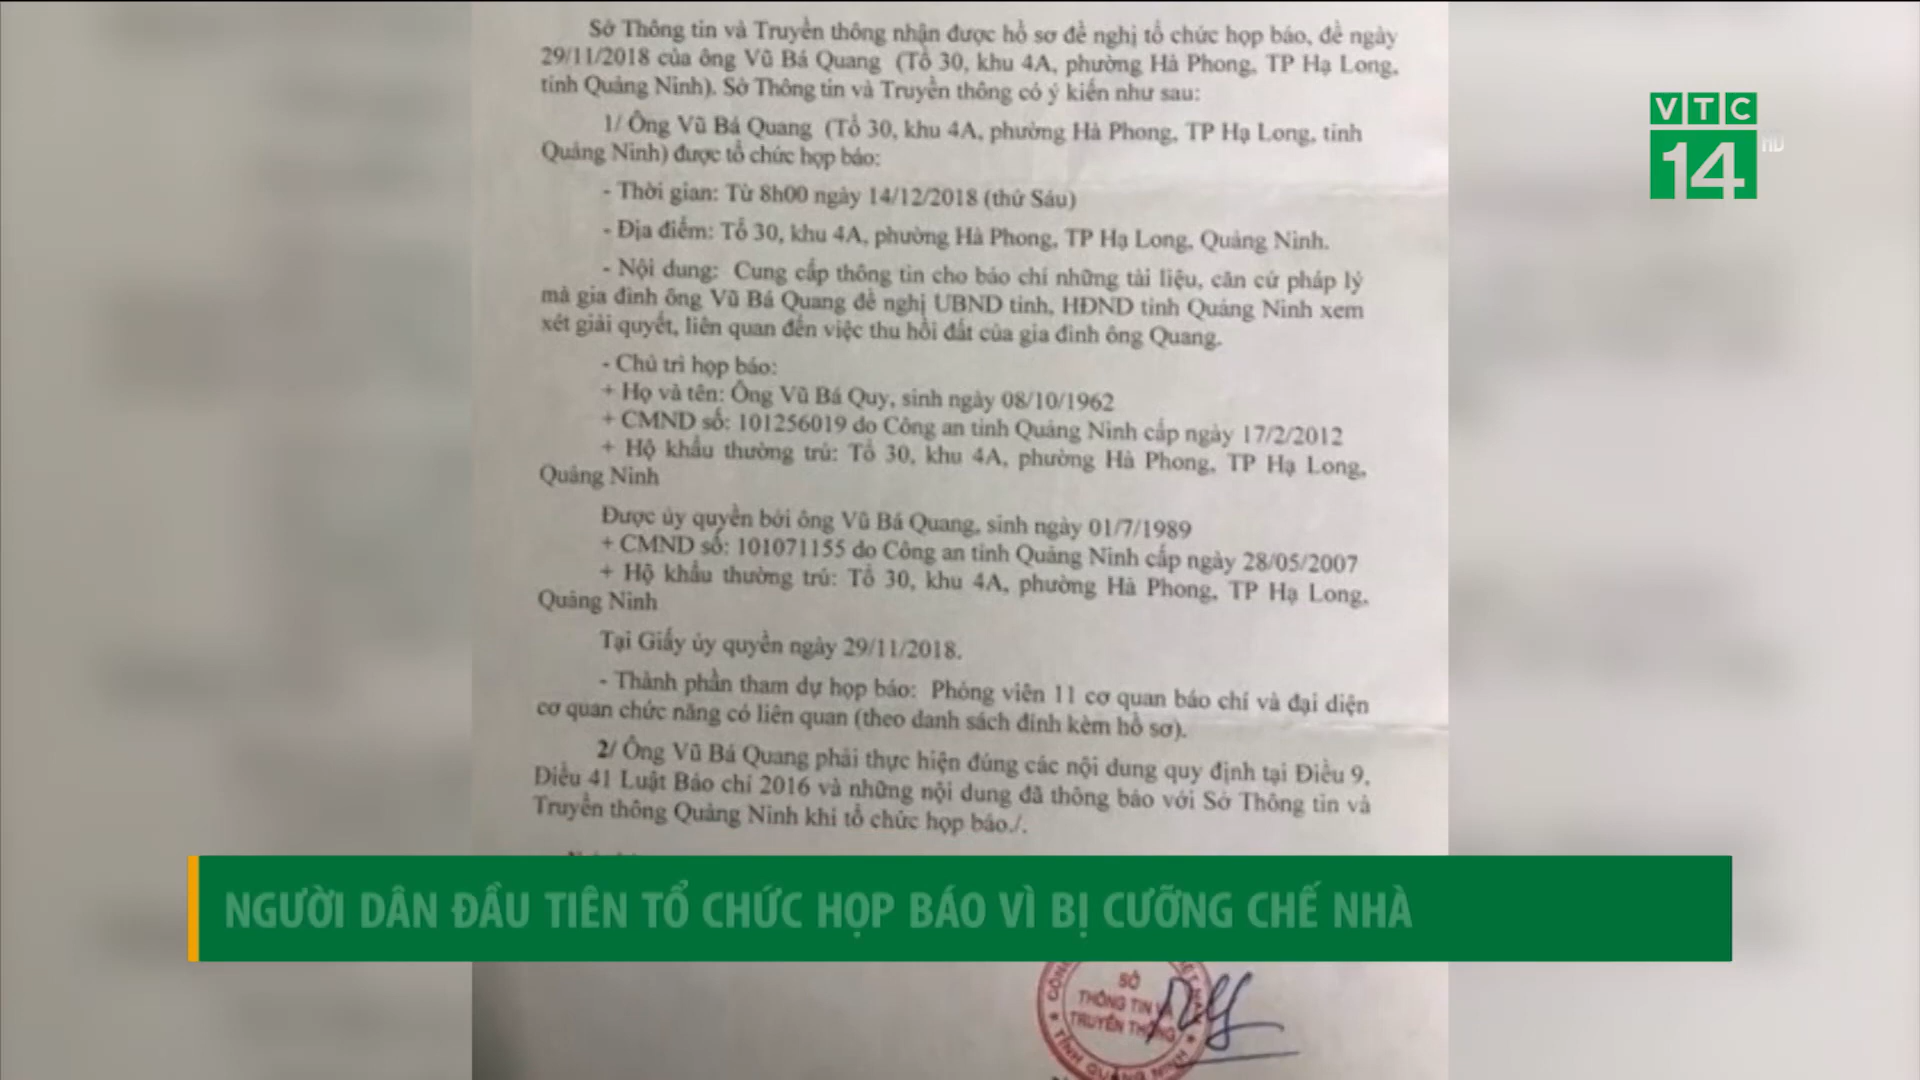 Sở Thông tin và Truyền thông nhận được hồ sơ đề nghị tổ chức họp báo, đề ngày
29/11/2018 của ông Vũ Bá Quang (Tổ 30, khu 4A, phường Hà Phong, TP Hạ Long,
tỉnh Quảng Ninh). Sở Thông tin và Truyền thông có ý kiến như sau:
1/ Ông Vũ Bá Quang (Tổ 30, khu 4A, phường Hà Phong, TP Hạ Long, tỉnh
Quảng Ninh) được tổ chức họp báo:
- Thời gian: Từ 8h00 ngày 14/12/2018 (thứ Sáu)
- Địa điểm: Tổ 30, khu 4A, phường Hà Phong, TP Hạ Long, Quảng Ninh.
- Nội dung: Cung cấp thông tin cho báo chí những tài liệu, căn cứ pháp lý
mà gia đình ông Vũ Bá Quang đề nghị UBND tỉnh, HĐND tỉnh Quảng Ninh xem
xét giải quyết, liên quan đến việc thu hồi đất của gia đình ông Quang.
- Chủ trì họp báo:
+ Họ và tên: Ông Vũ Bá Quy, sinh ngày 08/10/1962
+ CMND số: 101256019 do Công an tỉnh Quảng Ninh cấp ngày 17/2/2012
+ Hộ khẩu thường trú: Tổ 30, khu 4A, phường Hà Phong, TP Hạ Long,
Quảng Ninh
Được ủy quyền bởi ông Vũ Bá Quang, sinh ngày 01/7/1989
+ CMND số: 101071155 do Công an tỉnh Quảng Ninh cấp ngày 28/05/2007
+ Hộ khẩu thường trú: Tổ 30, khu 4A, phường Hà Phong, TP Hạ Long,
Quảng Ninh
Tại Giấy ủy quyền ngày 29/11/2018.
- Thành phần tham dự họp báo: Phóng viên 11 cơ quan báo chí và đại diện
cơ quan chức năng có liên quan (theo danh sách đính kèm hồ sơ).
2/ Ông Vũ Bá Quang phải thực hiện đúng các nội dung quy định tại Điều 9,
Điều 41 Luật Báo chí 2016 và những nội dung đã thông báo với Sở Thông tin và
Truyền thông Quảng Ninh khi tổ chức họp báo./.
VTC
14
HD
NGƯỜI DÂN ĐẦU TIÊN TỔ CHỨC HỌP BÁO VÌ BỊ CƯỠNG CHẾ NHÀ
SỞ
THÔNG TIN VÀ
TRUYỀN THÔNG
TỈNH QUẢNG NINH